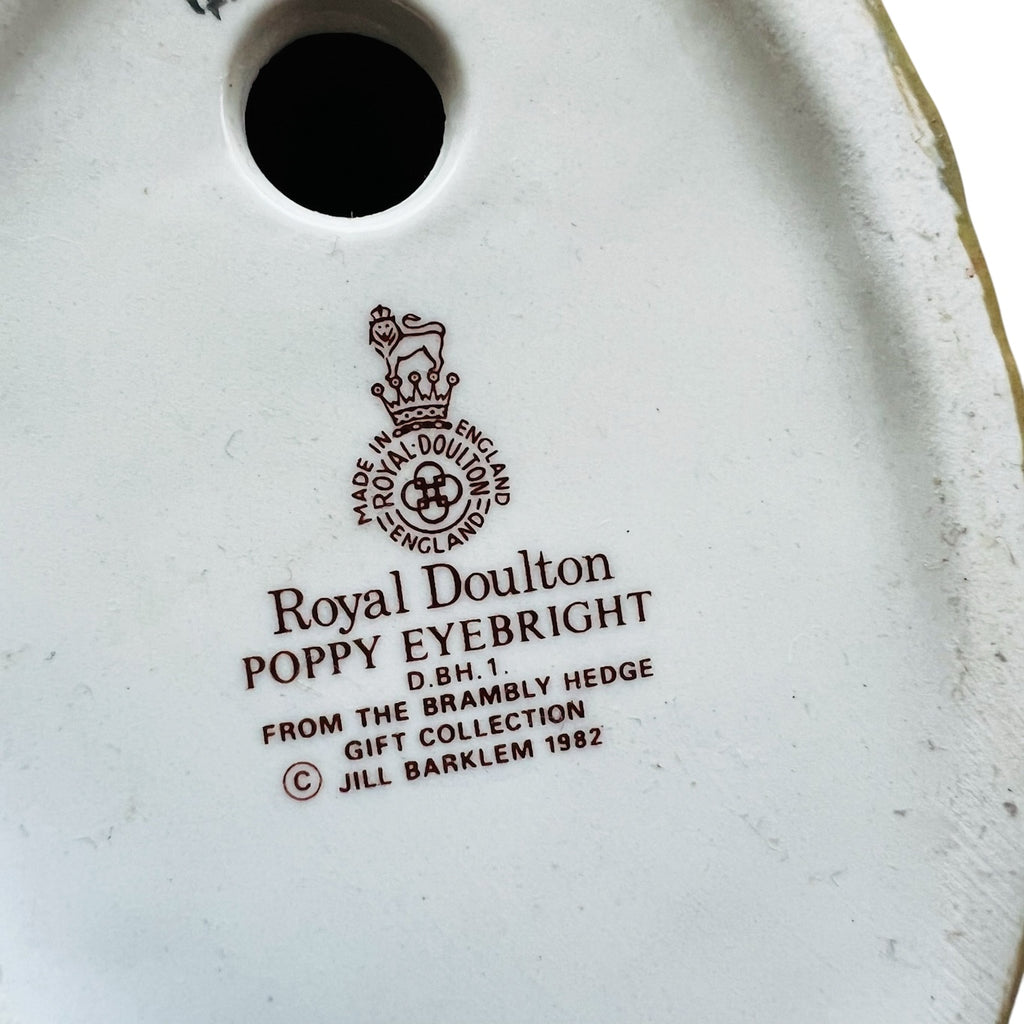 MADE IN ENGLAND
ROYAL·DOULTON
ENGLAND
Royal Doulton
POPPY EYEBRIGHT
D.BH.1.
FROM THE BRAMBLY HEDGE
GIFT COLLECTION
© JILL BARKLEM 1982